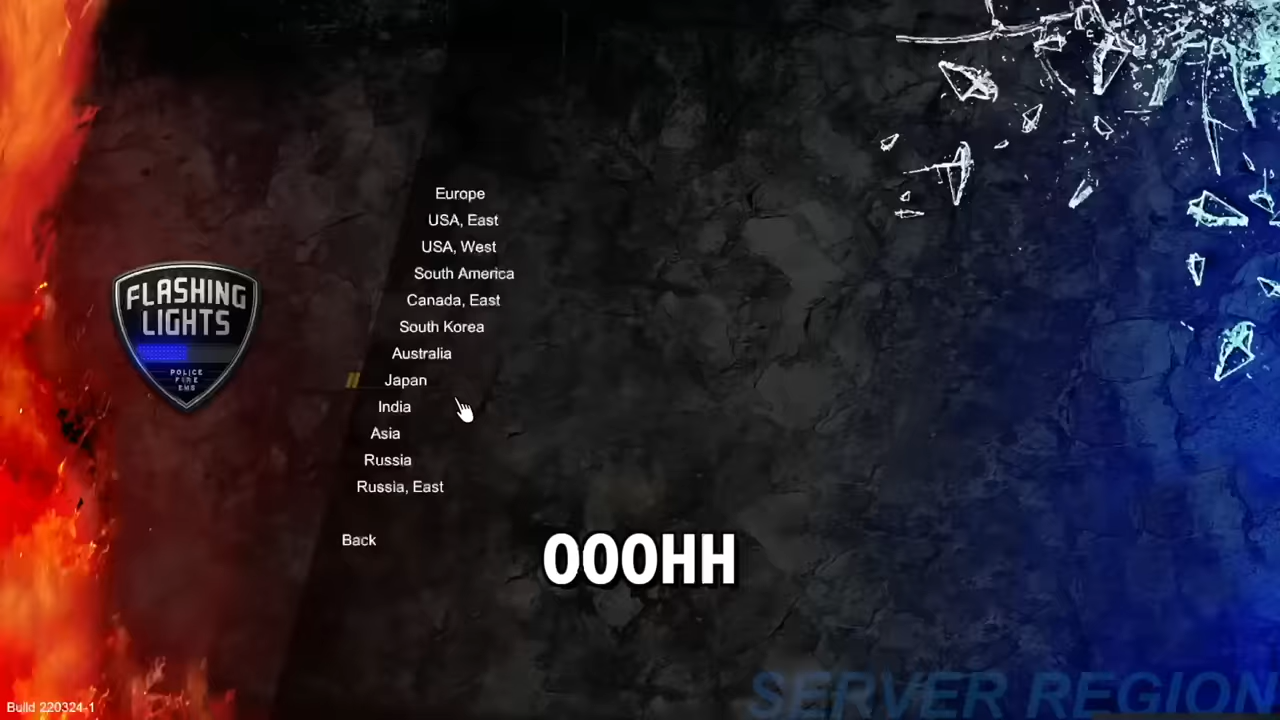 Europe
USA, East
USA, West
South America
FLASHING
LIGHTS
POLICE
FIRE
EMS
Canada, East
South Korea
Australia
Japan
India
Asia
Russia
Russia, East
Back
OOOHH
SERVER REGION
Build 220324-1